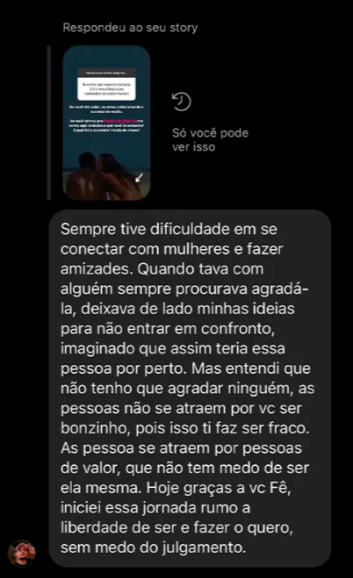 Respondeu ao seu story
Só você pode
ver isso
Sempre tive dificuldade em se
conectar com mulheres e fazer
amizades. Quando tava com
alguém sempre procurava agradá-
la, deixava de lado minhas ideias
para não entrar em confronto,
imaginado que assim teria essa
pessoa por perto. Mas entendi que
não tenho que agradar ninguém, as
pessoas não se atraem por vc ser
bonzinho, pois isso ti faz ser fraco.
As pessoa se atraem por pessoas
de valor, que não tem medo de ser
ela mesma. Hoje graças a vc Fê,
iniciei essa jornada rumo a
liberdade de ser e fazer o quero,
sem medo do julgamento.